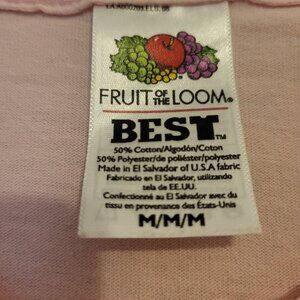 FRUIT OF THE LOOM®
BEST™
50% Cotton/Algodón/Coton
50% Polyester/de poliéster/polyester
Made in El Salvador of U.S.A fabric
Fabricado en El Salvador, utilizando
tela de EE.UU.
Confectionné au El Salvador avec du
tissu en provenance des États-Unis
M/M/M